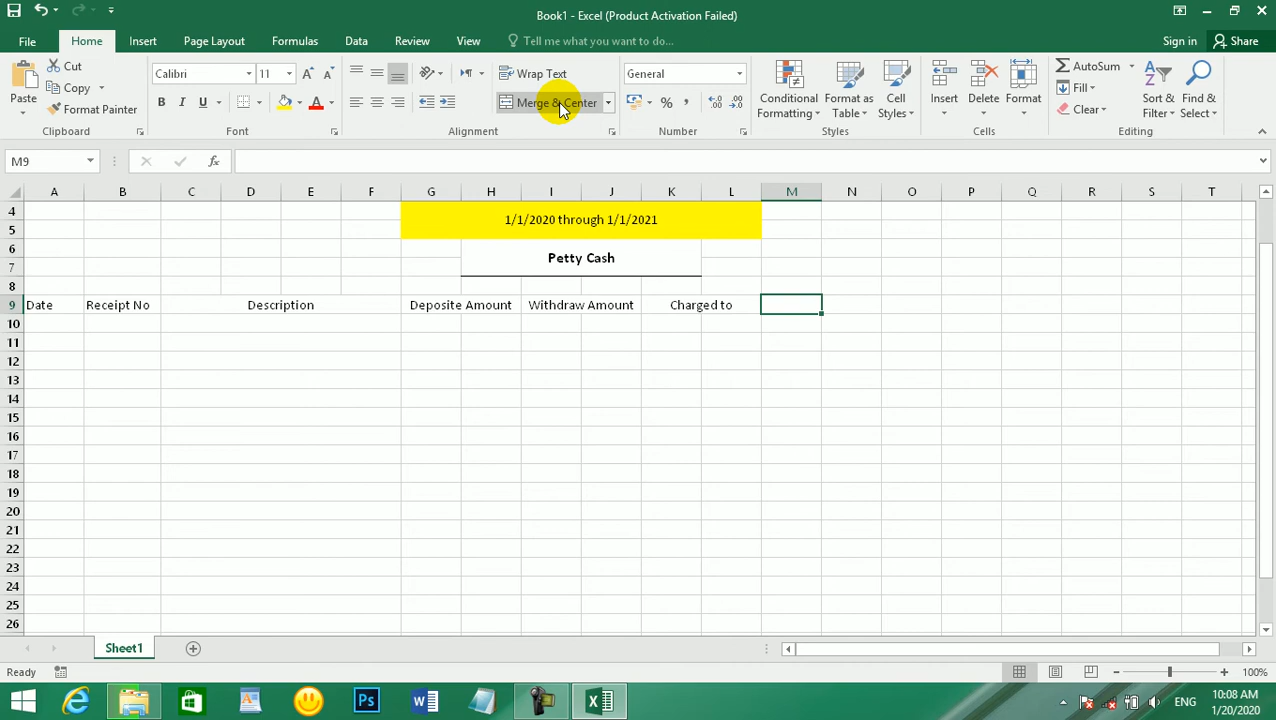 Book1 - Excel (Product Activation Failed)
File Home Insert Page Layout Formulas Data Review View Tell me what you want to do... Sign in Share
Paste Cut Copy Format Painter Clipboard
Calibri 11 A A B I U A Font
Wrap Text Merge & Center Alignment
General % , Number
Conditional Formatting Format as Table Cell Styles Styles
Insert Delete Format Cells
AutoSum Fill Clear Sort & Filter Find & Select Editing
M9 fx
A B C D E F G H I J K L M N O P Q R S T
4 1/1/2020 through 1/1/2021
5
6 Petty Cash
7
8
9 Date Receipt No Description Deposite Amount Withdraw Amount Charged to
10
11
12
13
14
15
16
17
18
19
20
21
22
23
24
25
26
Sheet1
Ready 100%
Ps ENG 10:08 AM
1/20/2020